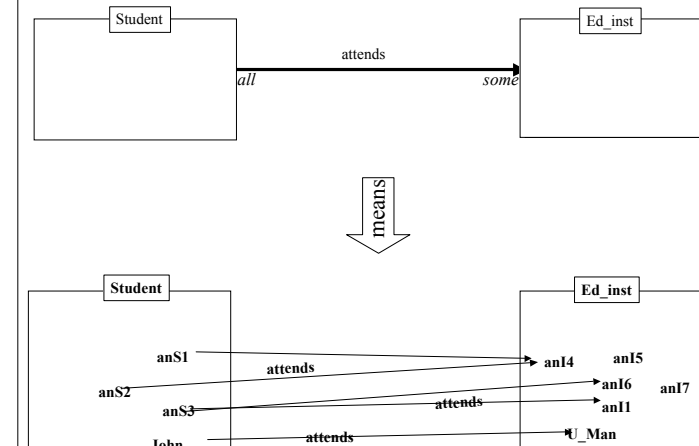 Student
Ed_inst
attends
all
some
means
Student
Ed_inst
anS1
anI4
anI5
attends
anS2
anI6
anI7
anS3
attends
anI1
John
attends
U_Man